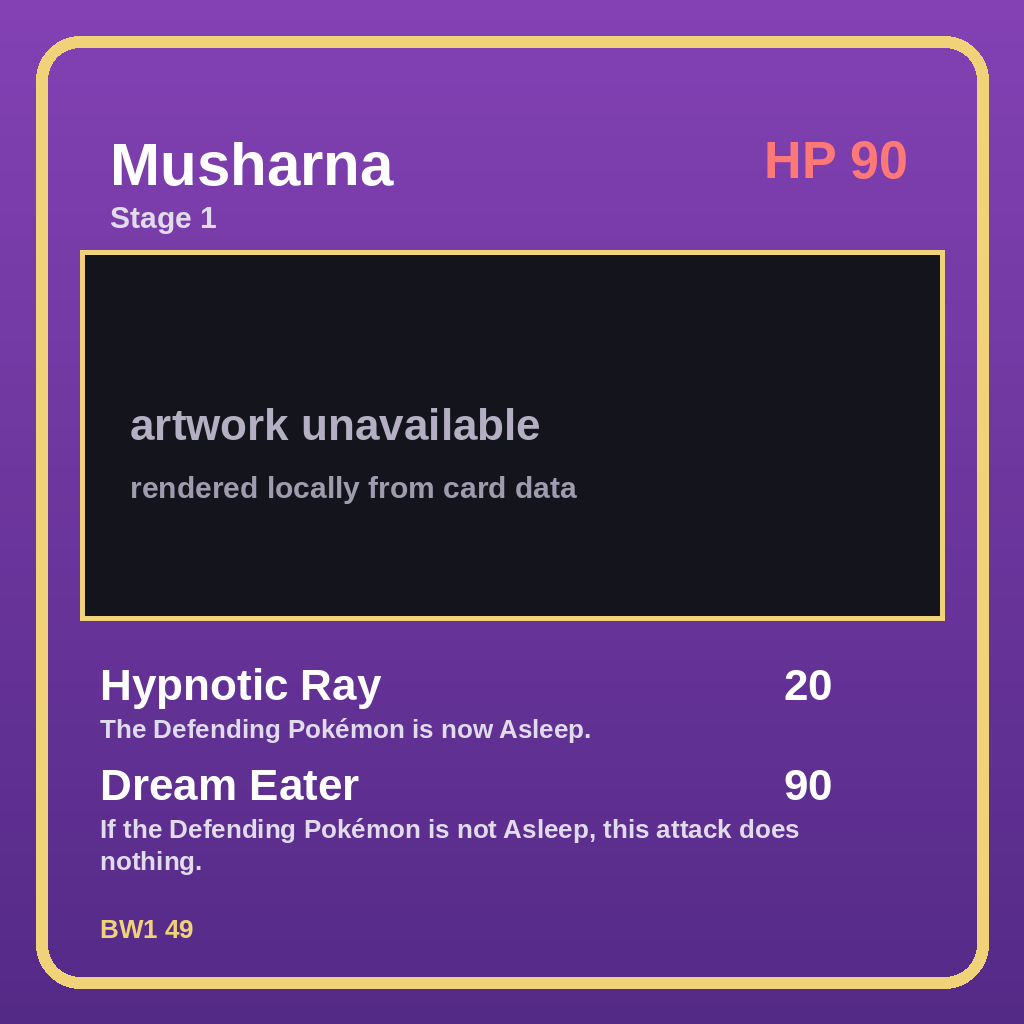 Musharna
HP 90
Stage 1
artwork unavailable
rendered locally from card data
Hypnotic Ray 20
The Defending Pokémon is now Asleep.
Dream Eater 90
If the Defending Pokémon is not Asleep, this attack does
nothing.
BW1 49